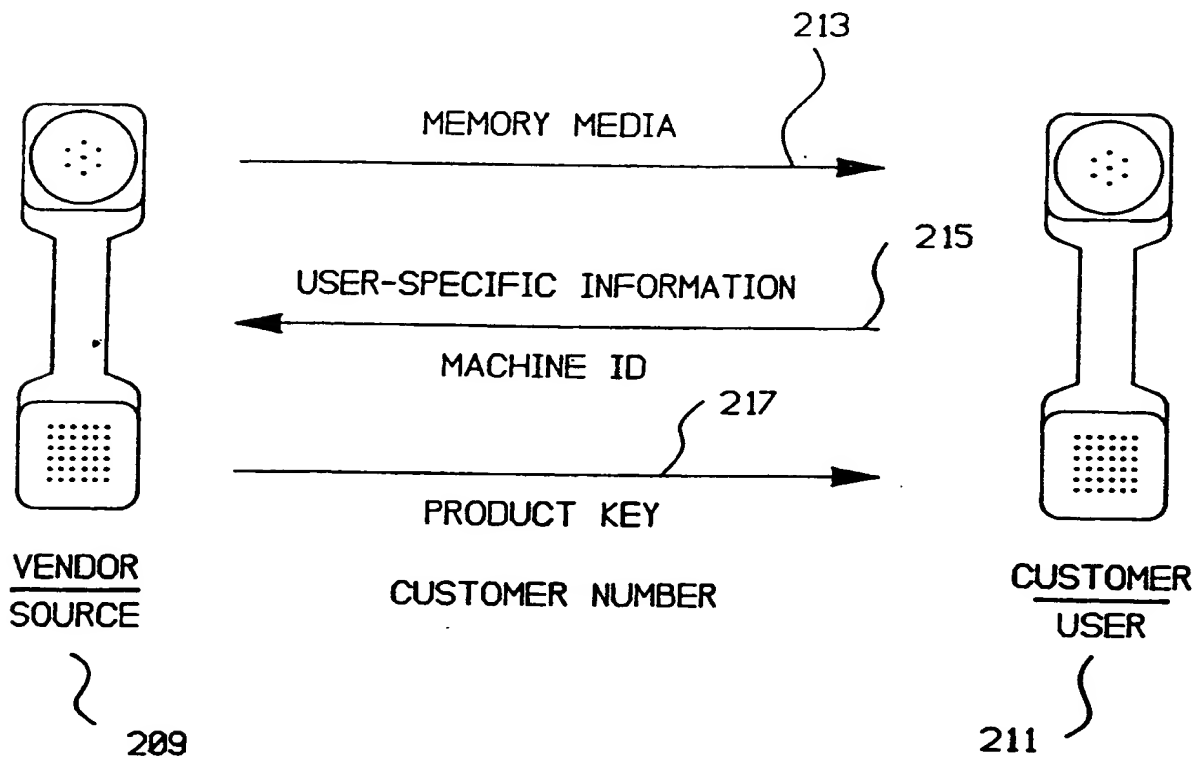 213
MEMORY MEDIA
215
USER-SPECIFIC INFORMATION
MACHINE ID
217
PRODUCT KEY
VENDOR
SOURCE
CUSTOMER NUMBER
CUSTOMER
USER
209
211